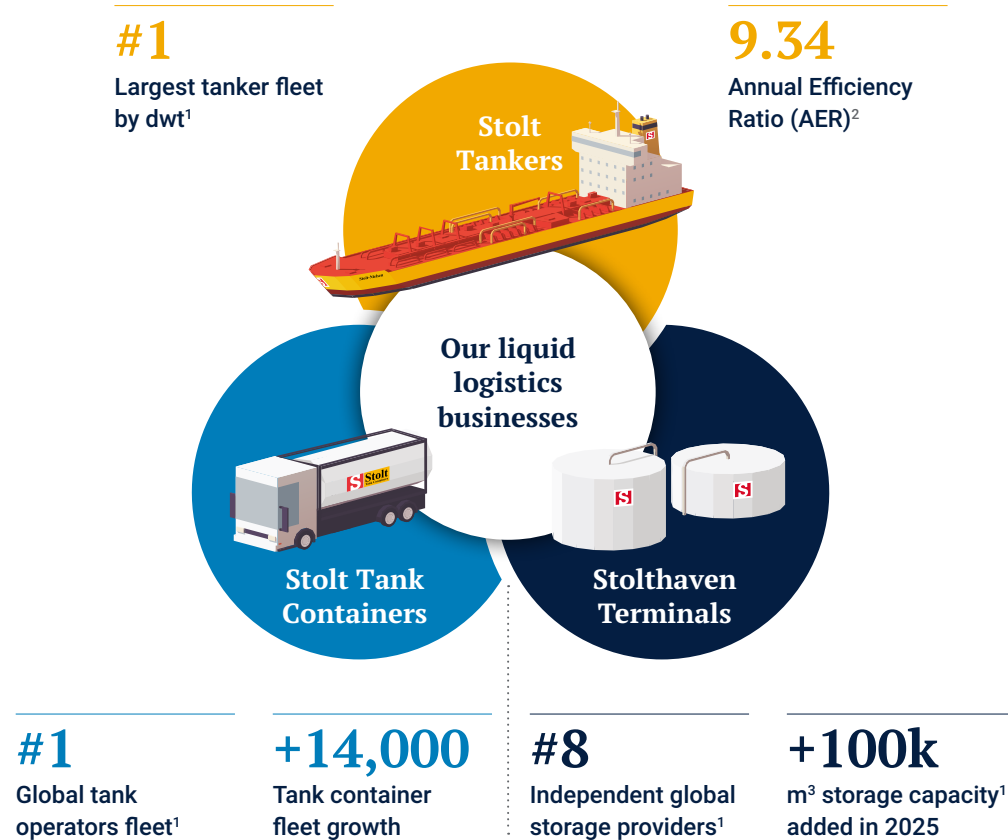 #1
Largest tanker fleet
by dwt¹
9.34
Annual Efficiency
Ratio (AER)²
Stolt
Tankers
Our liquid
logistics
businesses
Stolt
Stolt Tank
Containers
Stolthaven
Terminals
#1
Global tank
operators fleet¹
+14,000
Tank container
fleet growth
#8
Independent global
storage providers¹
+100k
m³ storage capacity¹
added in 2025